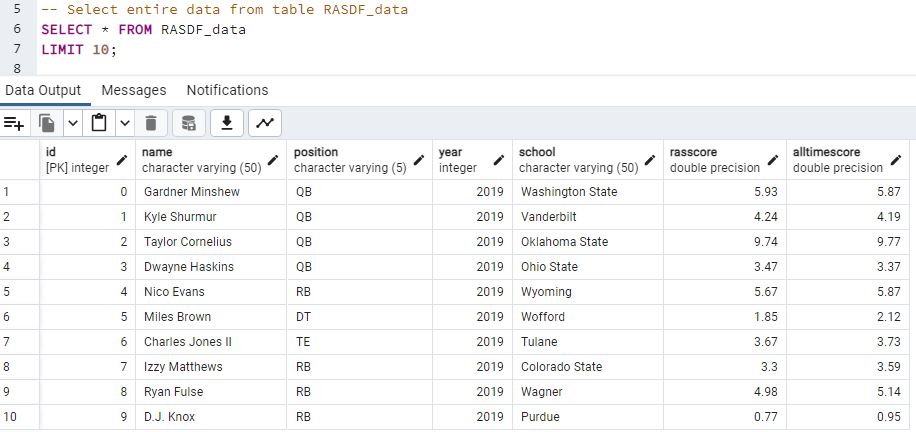 5 -- Select entire data from table RASDF_data
6 SELECT * FROM RASDF_data
7 LIMIT 10;
8
Data Output Messages Notifications
id name position year school rasscore alltimescore
[PK] integer character varying (50) character varying (5) integer character varying (50) double precision double precision
1 0 Gardner Minshew QB 2019 Washington State 5.93 5.87
2 1 Kyle Shurmur QB 2019 Vanderbilt 4.24 4.19
3 2 Taylor Cornelius QB 2019 Oklahoma State 9.74 9.77
4 3 Dwayne Haskins QB 2019 Ohio State 3.47 3.37
5 4 Nico Evans RB 2019 Wyoming 5.67 5.87
6 5 Miles Brown DT 2019 Wofford 1.85 2.12
7 6 Charles Jones II TE 2019 Tulane 3.67 3.73
8 7 Izzy Matthews RB 2019 Colorado State 3.3 3.59
9 8 Ryan Fulse RB 2019 Wagner 4.98 5.14
10 9 D.J. Knox RB 2019 Purdue 0.77 0.95